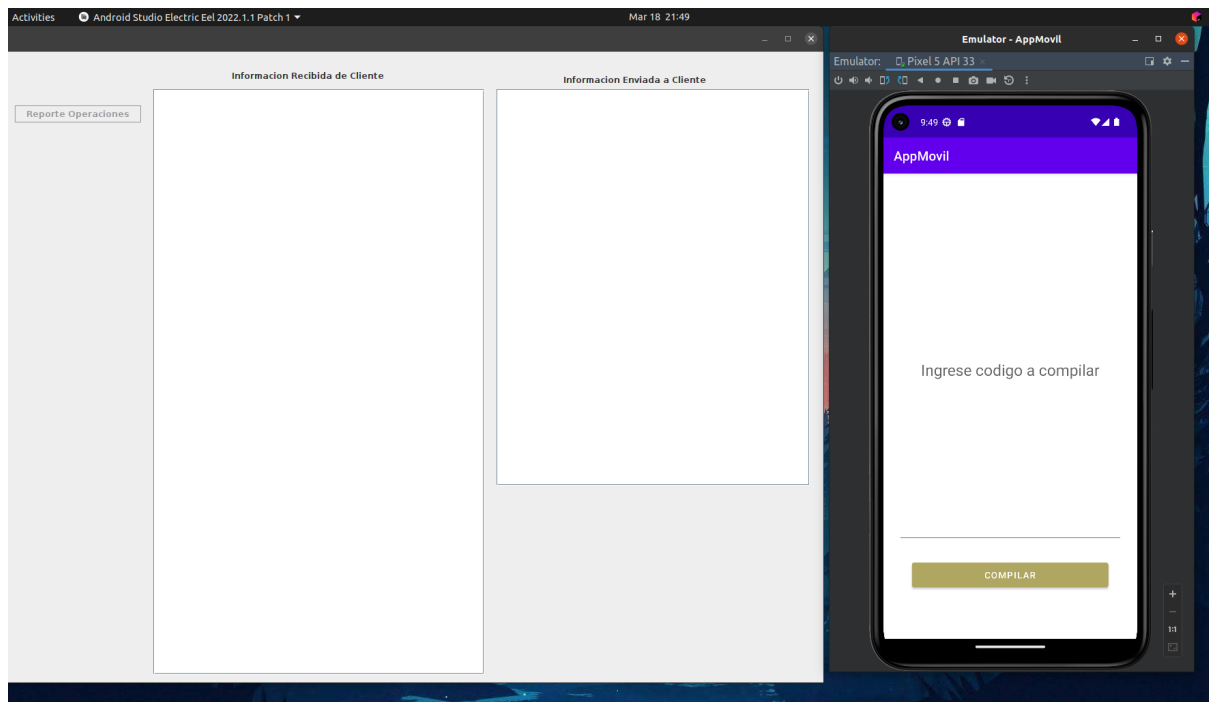 Activities
Android Studio Electric Eel 2022.1.1 Patch 1
Mar 18 21:49
Informacion Recibida de Cliente
Informacion Enviada a Cliente
Reporte Operaciones
Emulator - AppMovil
Emulator:
Pixel 5 API 33
9:49
AppMovil
Ingrese codigo a compilar
COMPILAR
1:1